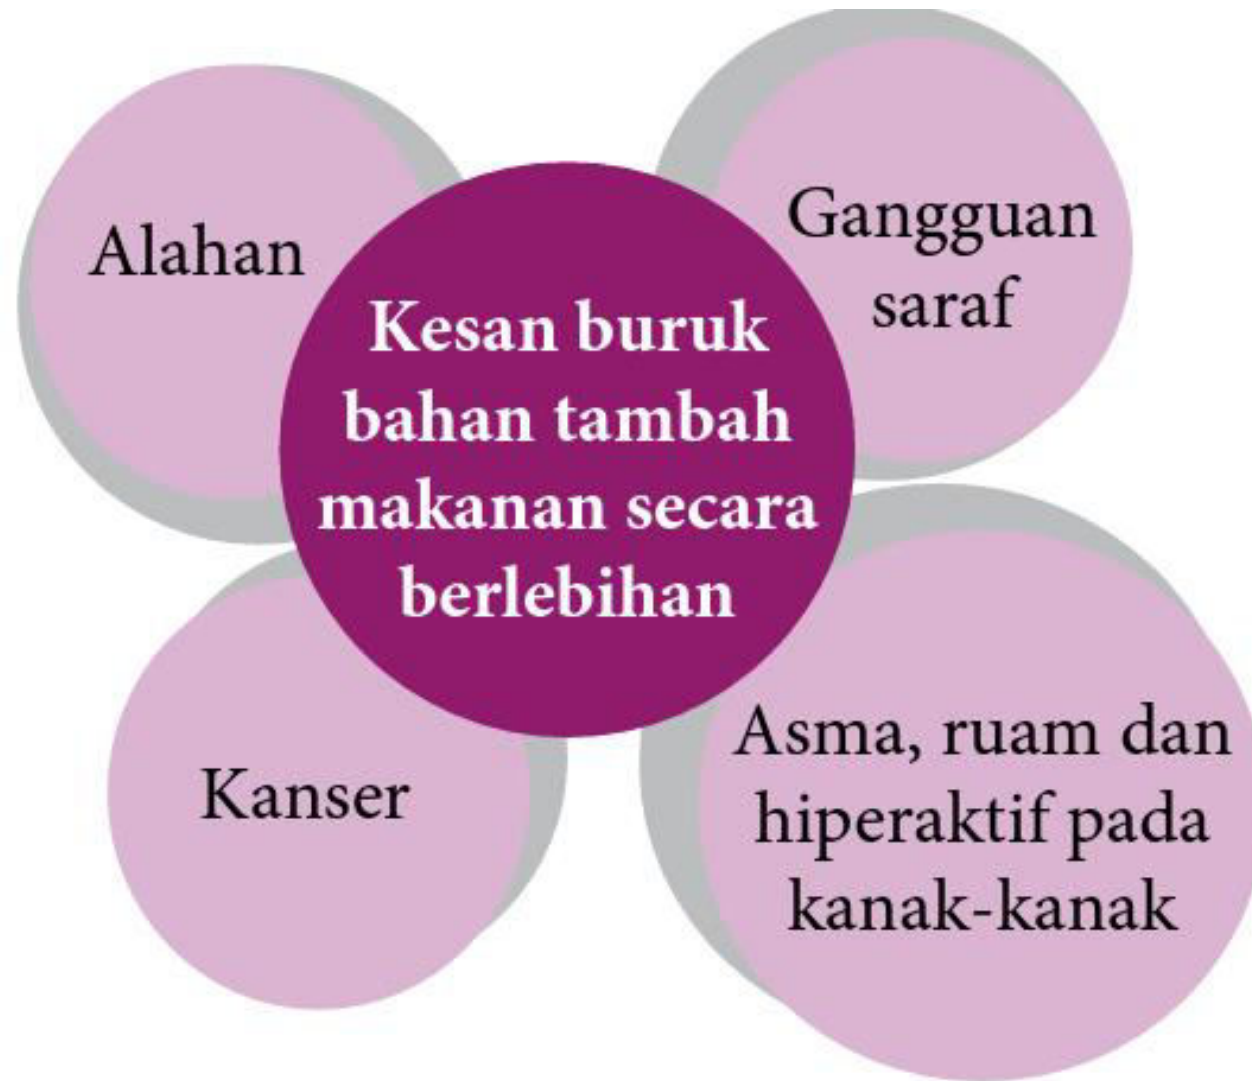 Alahan
Gangguan
saraf
Kesan buruk
bahan tambah
makanan secara
berlebihan
Kanser
Asma, ruam dan
hiperaktif pada
kanak-kanak